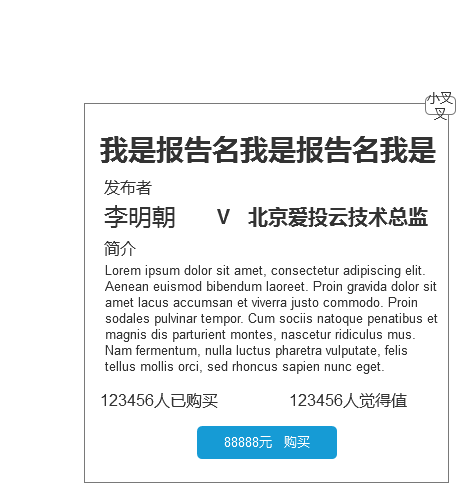 小叉
叉
我是报告名我是报告名我是
发布者
李明朝 V 北京爱投云技术总监
简介
Lorem ipsum dolor sit amet, consectetur adipiscing elit.
Aenean euismod bibendum laoreet. Proin gravida dolor sit
amet lacus accumsan et viverra justo commodo. Proin
sodales pulvinar tempor. Cum sociis natoque penatibus et
magnis dis parturient montes, nascetur ridiculus mus.
Nam fermentum, nulla luctus pharetra vulputate, felis
tellus mollis orci, sed rhoncus sapien nunc eget.
123456人已购买 123456人觉得值
88888元 购买